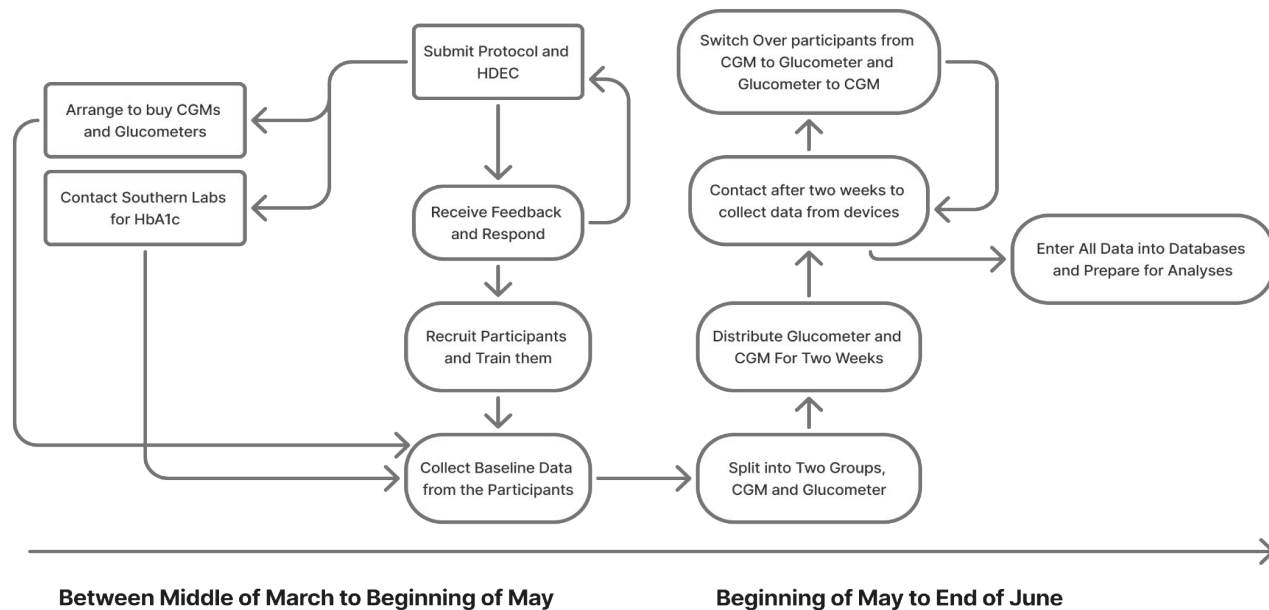 Submit Protocol and
HDEC
Arrange to buy CGMs
and Glucometers
Contact Southern Labs
for HbA1c
Receive Feedback
and Respond
Recruit Participants
and Train them
Collect Baseline Data
from the Participants
Split into Two Groups,
CGM and Glucometer
Distribute Glucometer and
CGM For Two Weeks
Contact after two weeks to
collect data from devices
Switch Over participants from
CGM to Glucometer and
Glucometer to CGM
Enter All Data into Databases
and Prepare for Analyses
Between Middle of March to Beginning of May
Beginning of May to End of June